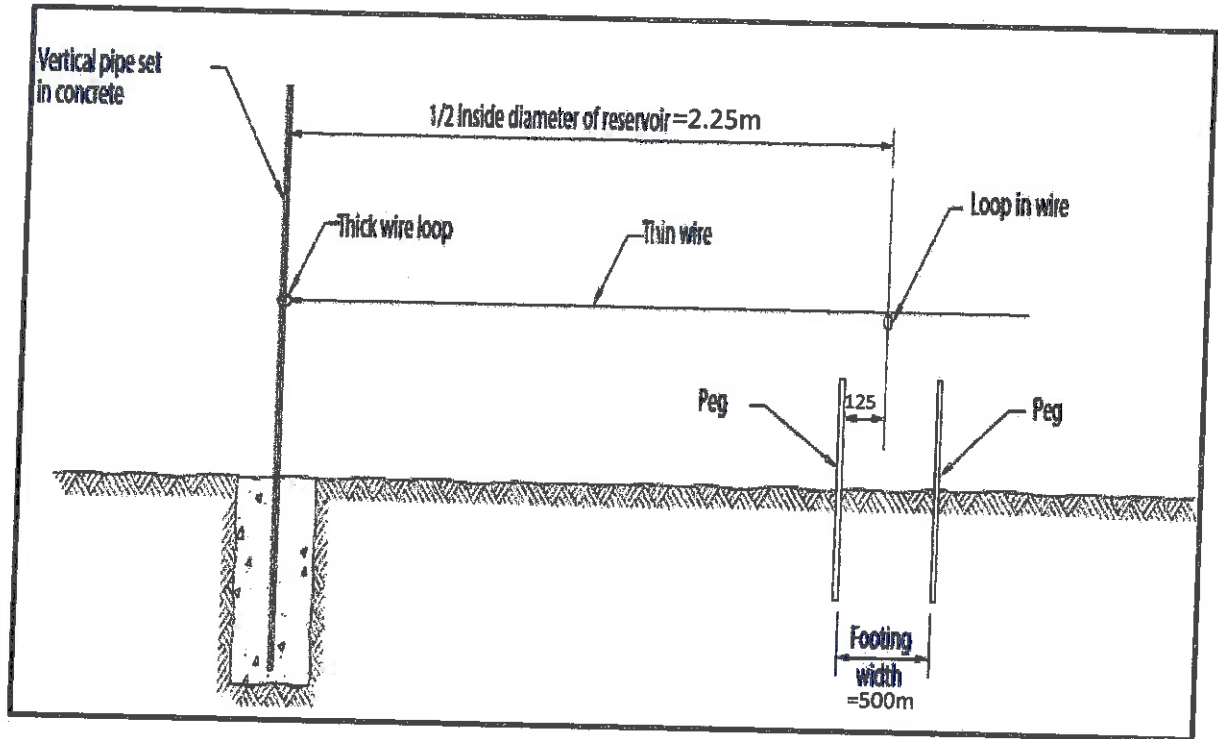 Vertical pipe set
in concrete
1/2 inside diameter of reservoir=2.25m
Thick wire loop
Thin wire
Loop in wire
Peg
125
Peg
Footing
width
=500m